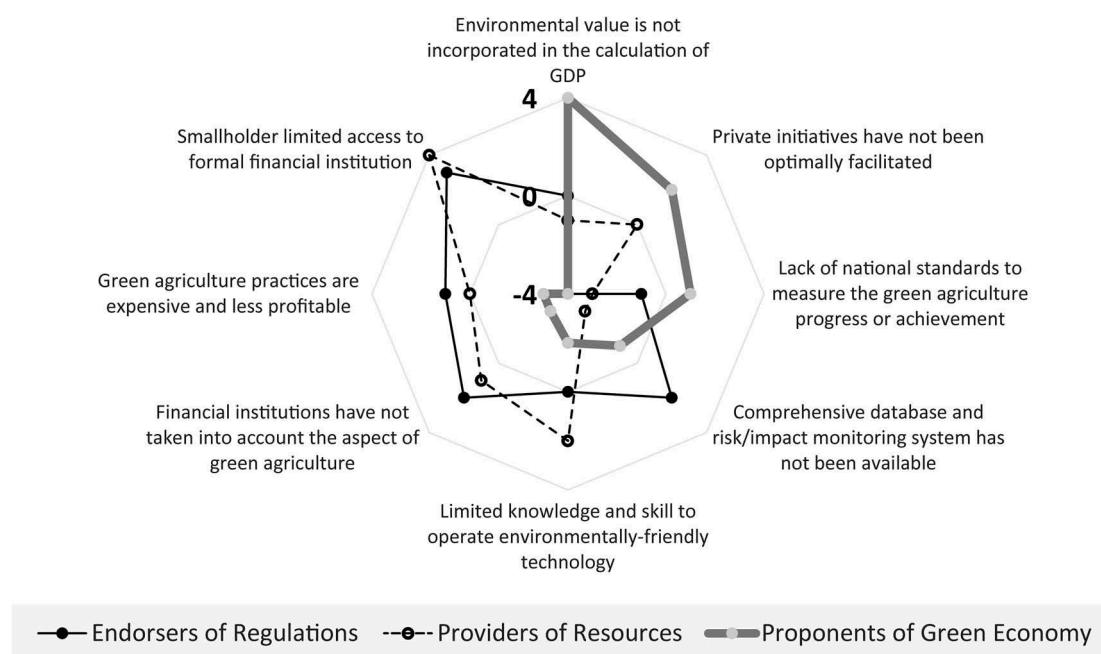 Environmental value is not
incorporated in the calculation of
GDP
4
Smallholder limited access to
formal financial institution
Private initiatives have not been
optimally facilitated
0
Green agriculture practices are
expensive and less profitable
-4
Lack of national standards to
measure the green agriculture
progress or achievement
Financial institutions have not
taken into account the aspect of
green agriculture
Comprehensive database and
risk/impact monitoring system has
not been available
Limited knowledge and skill to
operate environmentally-friendly
technology
Endorsers of Regulations
Providers of Resources
Proponents of Green Economy